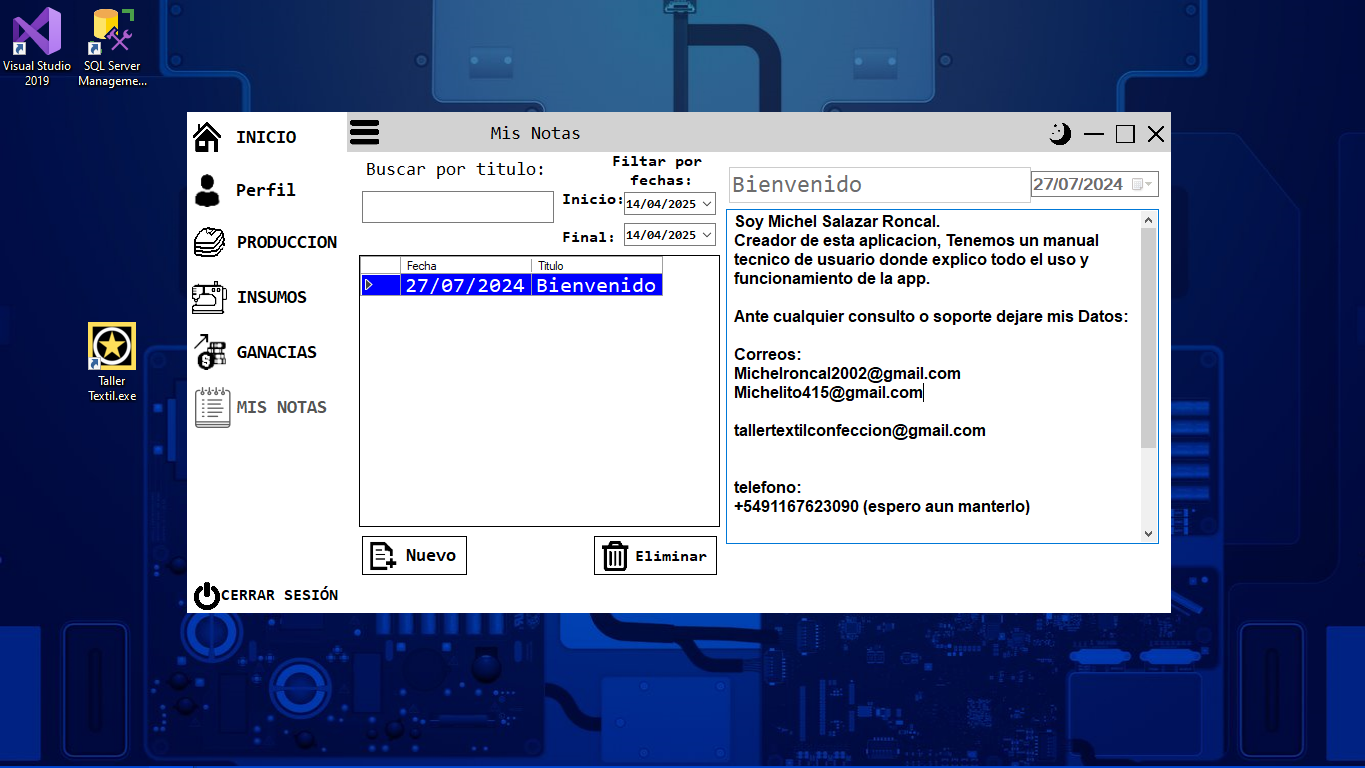 Visual Studio
2019
SQL Server
Manageme...
Taller
Textil.exe
INICIO
Perfil
PRODUCCION
INSUMOS
GANACIAS
MIS NOTAS
CERRAR SESIÓN
Mis Notas
Buscar por titulo:
Filtar por
fechas:
Inicio:
14/04/2025
Final:
14/04/2025
Fecha
Titulo
27/07/2024
Bienvenido
Nuevo
Eliminar
Bienvenido
27/07/2024
Soy Michel Salazar Roncal.
Creador de esta aplicacion, Tenemos un manual
tecnico de usuario donde explico todo el uso y
funcionamiento de la app.
Ante cualquier consulto o soporte dejare mis Datos:
Correos:
Michelroncal2002@gmail.com
Michelito415@gmail.com
tallertextilconfeccion@gmail.com
telefono:
+5491167623090 (espero aun manterlo)